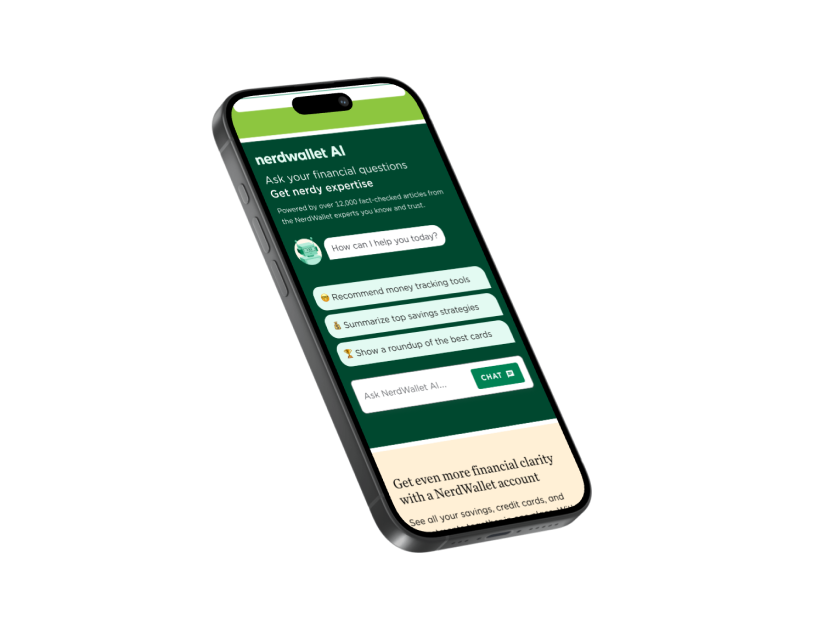 nerdwallet AI
Ask your financial questions
Get nerdy expertise
Powered by over 12,000 fact-checked articles from
the NerdWallet experts you know and trust.
How can I help you today?
Recommend money tracking tools
Summarize top savings strategies
Show a roundup of the best cards
Ask NerdWallet AI...
CHAT
Get even more financial clarity
with a NerdWallet account
See all your savings, credit cards, and